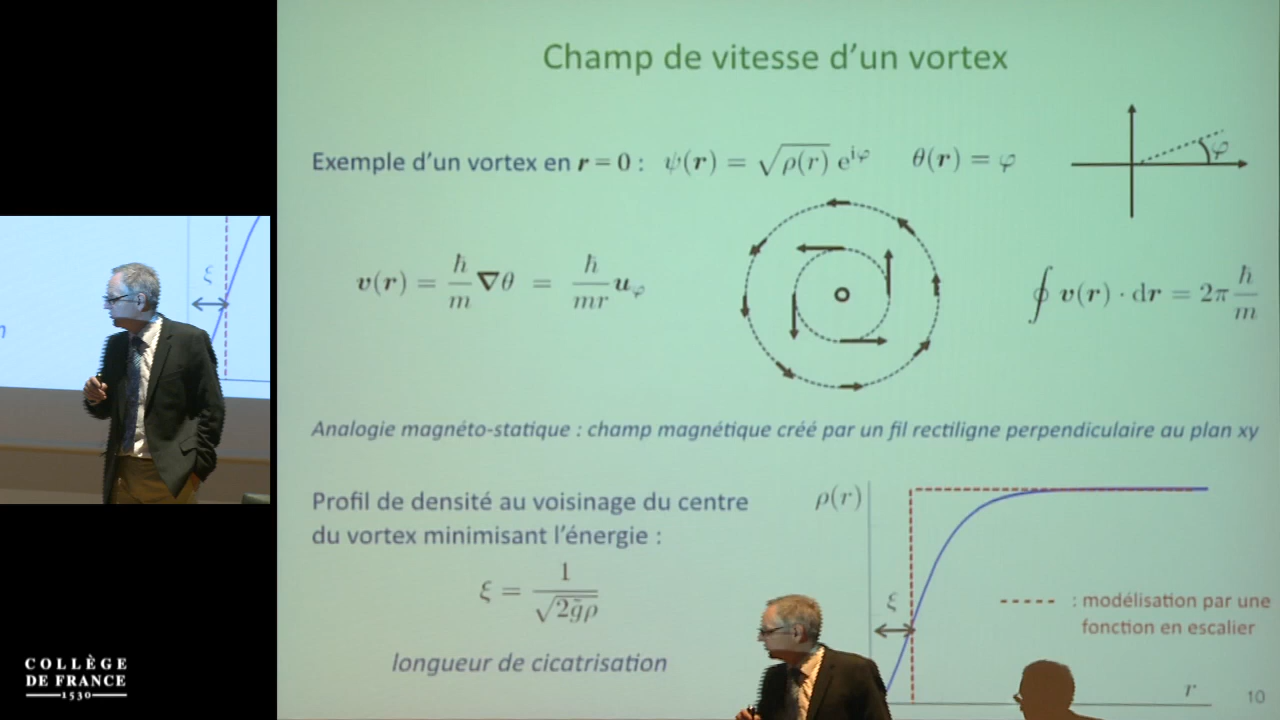 Champ de vitesse d'un vortex
Exemple d'un vortex en r = 0 : ψ(r) = √ρ(r) e^{iφ} θ(r) = φ
φ
v(r) = ħ/m ∇θ = ħ/mr u_φ
∮ v(r) · dr = 2π ħ/m
Analogie magnéto-statique : champ magnétique créé par un fil rectiligne perpendiculaire au plan xy
Profil de densité au voisinage du centre
du vortex minimisant l'énergie :
ξ = 1/√2g̃ρ
longueur de cicatrisation
ρ(r)
ξ
: modélisation par une
fonction en escalier
r
10
ξ
n
COLLÈGE
DE FRANCE
1530